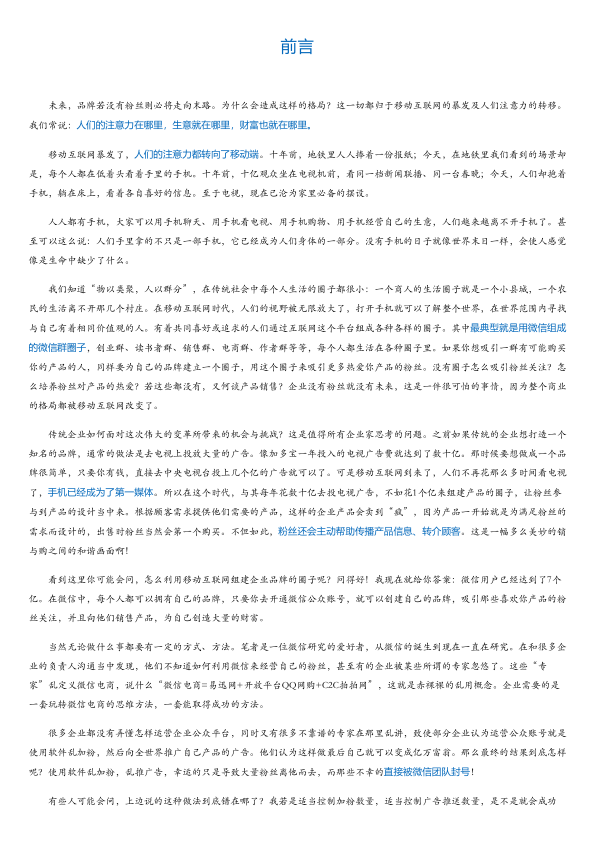 前言
未来，品牌若没有粉丝则必将走向末路。为什么会造成这样的格局？这一切都归于移动互联网的暴发及人们注意力的转移。
我们常说：人们的注意力在哪里，生意就在哪里，财富也就在哪里。
移动互联网暴发了，人们的注意力都转向了移动端。十年前，地铁里人人捧着一份报纸；今天，在地铁里我们看到的场景却
是，每个人都在低着头看着手里的手机。十年前，十亿观众坐在电视机前，看同一档新闻联播、同一台春晚；今天，人们却抱着
手机，躺在床上，看着各自喜好的信息。至于电视，现在已沦为家里必备的摆设。
人人都有手机，大家可以用手机聊天、用手机看电视、用手机购物、用手机经营自己的生意，人们越来越离不开手机了。甚
至可以这么说：人们手里拿的不只是一部手机，它已经成为人们身体的一部分。没有手机的日子就像世界末日一样，会使人感觉
像是生命中缺少了什么。
我们知道“物以类聚，人以群分”，在传统社会中每个人生活的圈子都很小：一个商人的生活圈子就是一个小县城，一个农
民的生活离不开那几个村庄。在移动互联网时代，人们的视野被无限放大了，打开手机就可以了解整个世界，在世界范围内寻找
与自己有着相同价值观的人。有着共同喜好或追求的人们通过互联网这个平台组成各种各样的圈子。其中最典型就是用微信组成
的微信群圈子，创业群、读书者群、销售群、电商群、作者群等等，每个人都生活在各种圈子里。如果你想吸引一群有可能购买
你的产品的人，同样要为自己的品牌建立一个圈子，用这个圈子来吸引更多热爱你产品的粉丝。没有圈子怎么吸引粉丝关注？怎
么培养粉丝对产品的热爱？若这些都没有，又何谈产品销售？企业没有粉丝就没有未来，这是一件很可怕的事情，因为整个商业
的格局都被移动互联网改变了。
传统企业如何面对这次伟大的变革所带来的机会与挑战？这是值得所有企业家思考的问题。之前如果传统的企业想打造一个
知名的品牌，通常的做法是去电视上投放大量的广告。像加多宝一年投入的电视广告费就达到了数十亿。那时候要想做成一个品
牌很简单，只要你有钱，直接去中央电视台投上几个亿的广告就可以了。可是移动互联网到来了，人们不再花那么多时间看电视
了，手机已经成为了第一媒体。所以在这个时代，与其每年花数十亿去投电视广告，不如花1个亿来组建产品的圈子，让粉丝参
与到产品的设计当中来。根据顾客需求提供他们需要的产品，这样的企业产品会卖到“疯”，因为产品一开始就是为满足粉丝的
需求而设计的，出售时粉丝当然会第一个购买。不但如此，粉丝还会主动帮助传播产品信息、转介顾客。这是一幅多么美妙的销
与购之间的和谐画面啊！
看到这里你可能会问，怎么利用移动互联网组建企业品牌的圈子呢？问得好！我现在就给你答案：微信用户已经达到了7个
亿。在微信中，每个人都可以拥有自己的品牌，只要你去开通微信公众账号，就可以创建自己的品牌，吸引那些喜欢你产品的粉
丝关注，并且向他们销售产品，为自己创造大量的财富。
当然无论做什么事都要有一定的方式、方法。笔者是一位微信研究的爱好者，从微信的诞生到现在一直在研究。在和很多企
业的负责人沟通当中发现，他们不知道如何利用微信来经营自己的粉丝，甚至有的企业被某些所谓的专家忽悠了。这些“专
家”乱定义微信电商，说什么“微信电商=易迅网+开放平台QQ网购+C2C拍拍网”，这就是赤裸裸的乱用概念。企业需要的是
一套玩转微信电商的思维方法，一套能取得成功的方法。
很多企业都没有弄懂怎样运营企业公众平台，同时又有很多不靠谱的专家在那里乱讲，致使部分企业认为运营公众账号就是
使用软件乱加粉，然后向全世界推广自己产品的广告。他们认为这样做最后自己就可以变成亿万富翁。那么最终的结果到底怎样
呢？使用软件乱加粉，乱推广告，幸运的只是导致大量粉丝离他而去，而那些不幸的直接被微信团队封号！
有些人可能会问，上边说的这种做法到底错在哪了？我若是适当控制加粉数量，适当控制广告推送数量，是不是就会成功